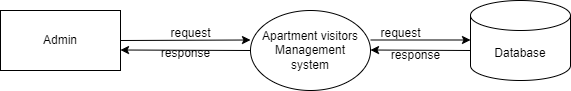 Admin
request
response
Apartment visitors
Management
system
request
response
Database